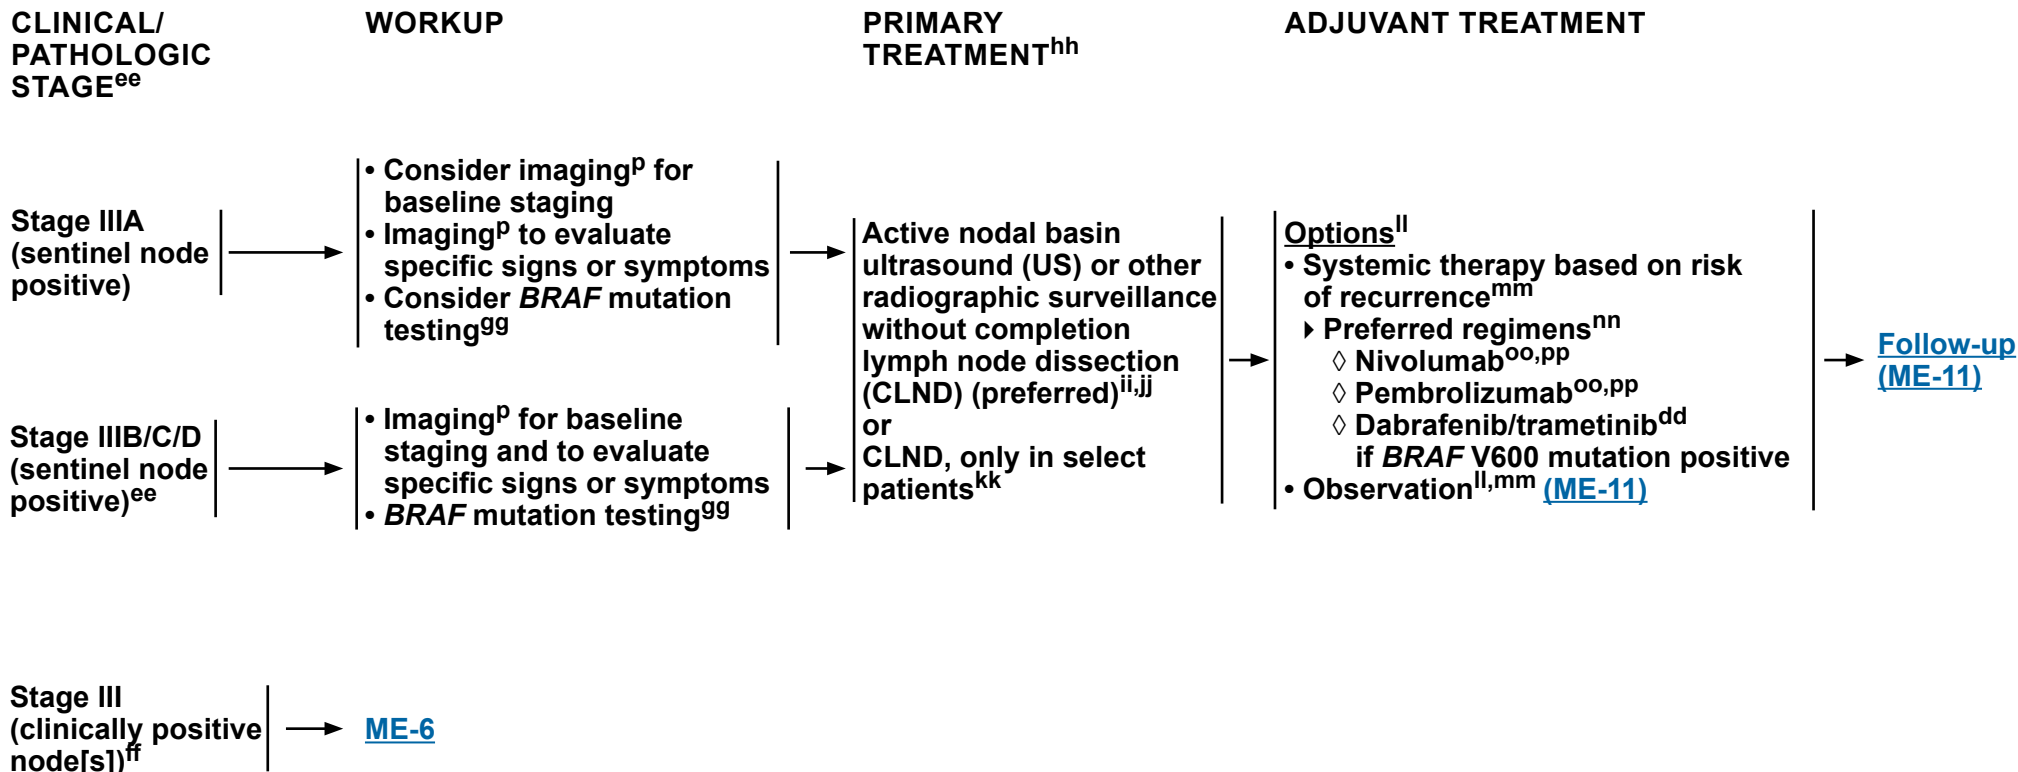 CLINICAL/
PATHOLOGIC
STAGEee
WORKUP
PRIMARY
TREATMENThh
ADJUVANT TREATMENT
Stage IIIA
(sentinel node
positive)
• Consider imagingp for
baseline staging
• Imagingp to evaluate
specific signs or symptoms
• Consider BRAF mutation
testinggg
Stage IIIB/C/D
(sentinel node
positive)ee
• Imagingp for baseline
staging and to evaluate
specific signs or symptoms
• BRAF mutation testinggg
Active nodal basin
ultrasound (US) or other
radiographic surveillance
without completion
lymph node dissection
(CLND) (preferred)ii,jj
or
CLND, only in select
patientskk
Optionsll
• Systemic therapy based on risk
of recurrencemm
▸ Preferred regimensnn
◊ Nivolumaboo,pp
◊ Pembrolizumaboo,pp
◊ Dabrafenib/trametinibdd
if BRAF V600 mutation positive
• Observationll,mm (ME-11)
Follow-up
(ME-11)
Stage III
(clinically positive
node[s])ff
ME-6